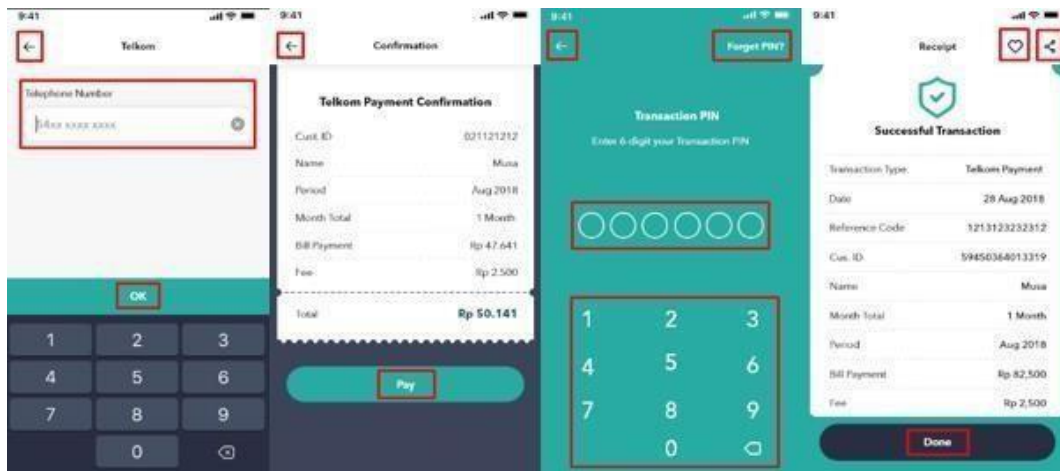 9:41
Telkom
Telephone Number
OK
1 2 3
4 5 6
7 8 9
0
9:41
Confirmation
Telkom Payment Confirmation
Cust. ID 021121212
Name Musa
Period Aug 2018
Month Total 1 Month
Bill Payment Rp 47.641
Fee Rp 2.500
Total Rp 50.141
Pay
9:41
Forget PIN?
Transaction PIN
Enter 6 digit your Transaction PIN
1 2 3
4 5 6
7 8 9
0
9:41
Receipt
Successful Transaction
Transaction Type: Telkom Payment
Date 28 Aug 2018
Reference Code 1213123232312
Cus. ID 59450364013319
Name Musa
Month Total 1 Month
Period Aug 2018
Bill Payment Rp 82,500
Fee Rp 2,500
Done